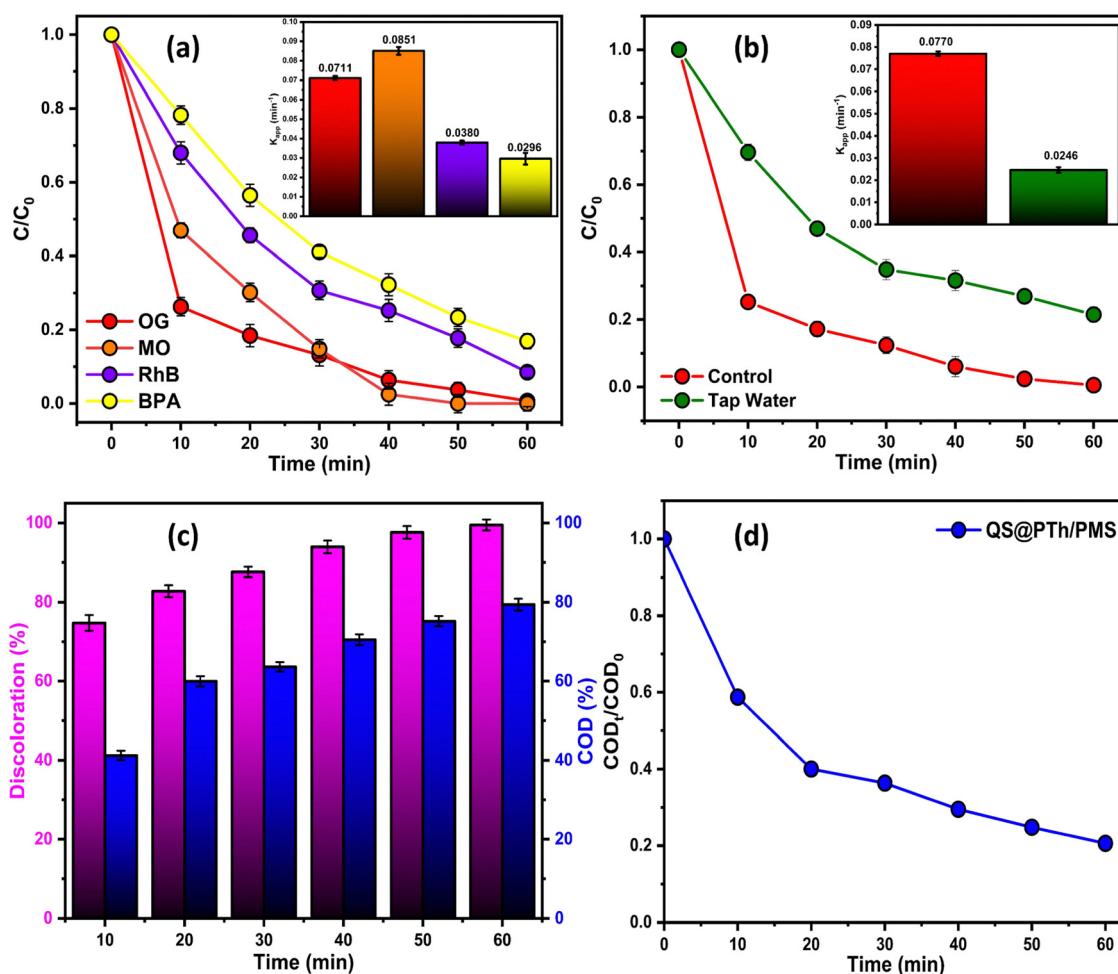 (a)
C/C0
1.0
0.8
0.6
0.4
0.2
0.0
0 10 20 30 40 50 60
Time (min)
OG
MO
RhB
BPA
Kapp (min-1)
0.10
0.09
0.08
0.07
0.06
0.05
0.04
0.03
0.02
0.01
0.00
0.0711
0.0851
0.0380
0.0296
(b)
C/C0
1.0
0.8
0.6
0.4
0.2
0.0
0 10 20 30 40 50 60
Time (min)
Control
Tap Water
Kapp (min-1)
0.09
0.08
0.07
0.06
0.05
0.04
0.03
0.02
0.01
0.00
0.0770
0.0246
(c)
Discoloration (%)
100
80
60
40
20
0
10 20 30 40 50 60
Time (min)
COD (%)
100
80
60
40
20
0
(d)
QS@PTh/PMS
CODt/COD0
1.0
0.8
0.6
0.4
0.2
0.0
0 10 20 30 40 50 60
Time (min)